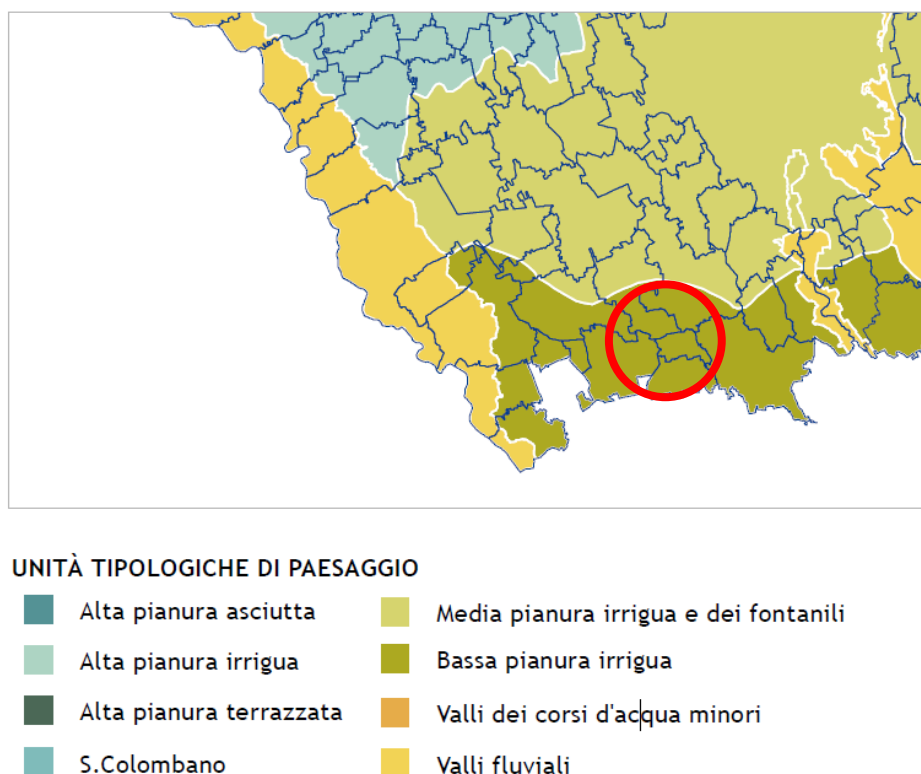 UNITÀ TIPOLOGICHE DI PAESAGGIO
Alta pianura asciutta
Alta pianura irrigua
Alta pianura terrazzata
S.Colombano
Media pianura irrigua e dei fontanili
Bassa pianura irrigua
Valli dei corsi d'acqua minori
Valli fluviali